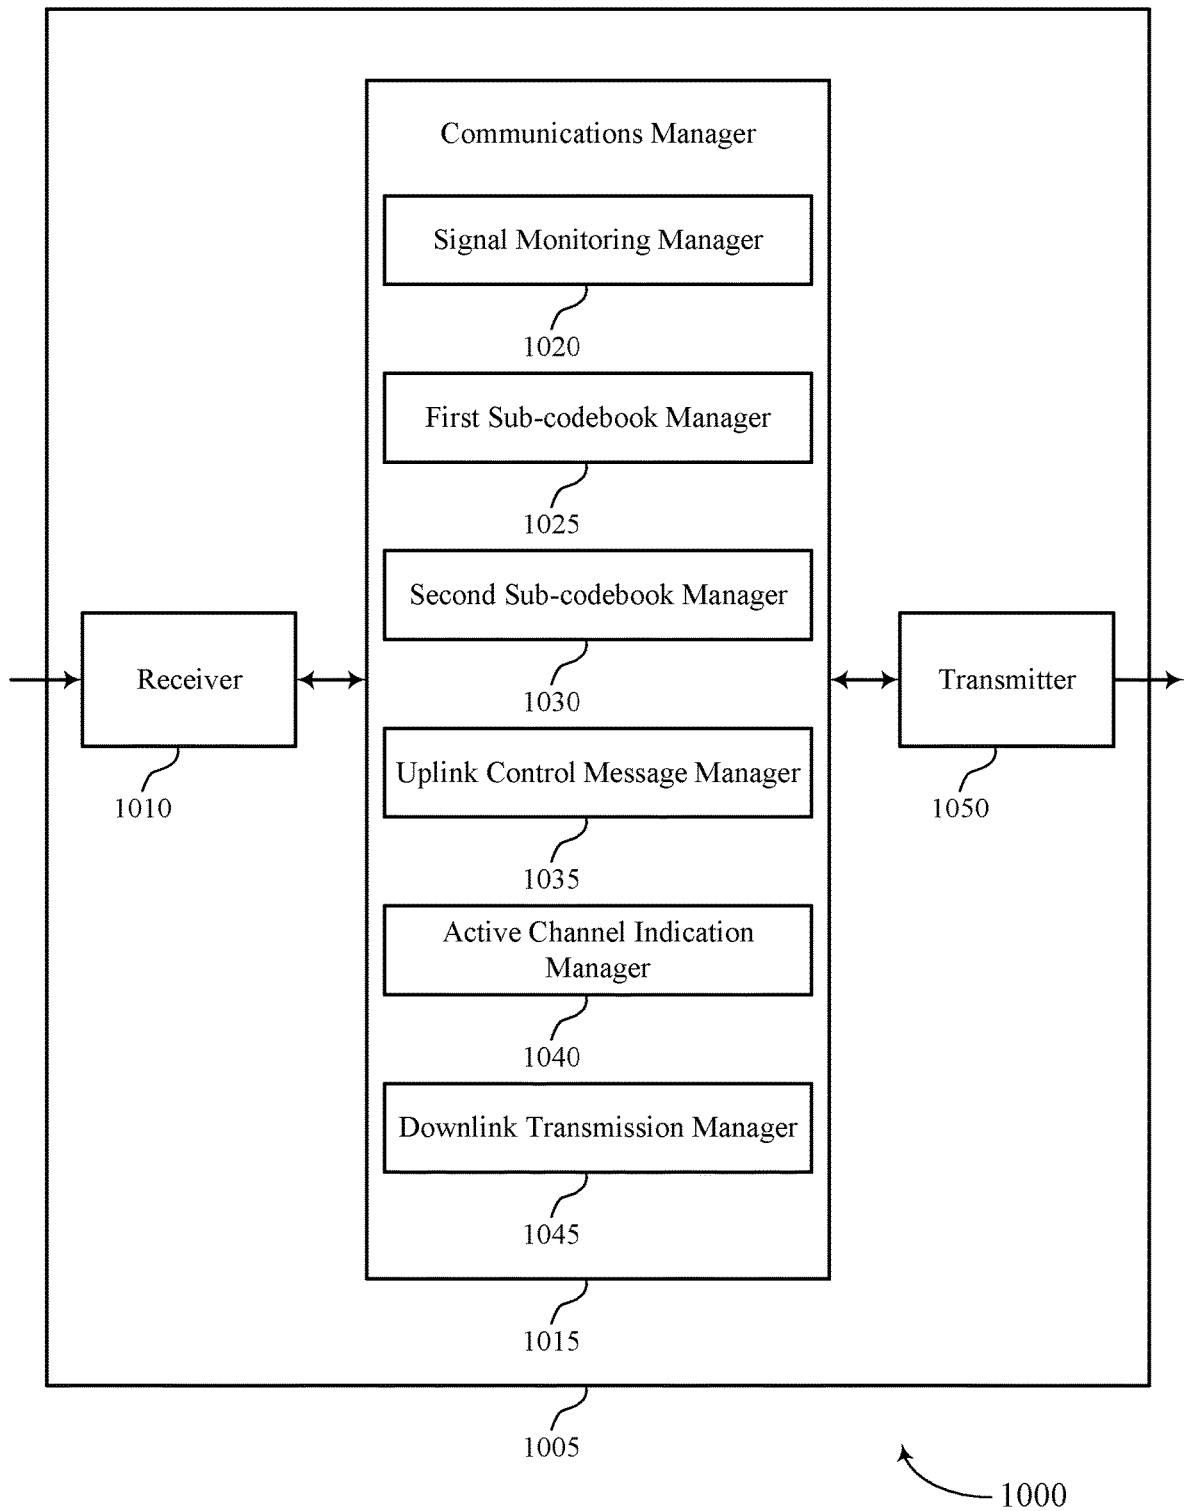 Communications Manager
Signal Monitoring Manager
1020
First Sub-codebook Manager
1025
Second Sub-codebook Manager
1030
Receiver
1010
Transmitter
1050
Uplink Control Message Manager
1035
Active Channel Indication
Manager
1040
Downlink Transmission Manager
1045
1015
1005
1000